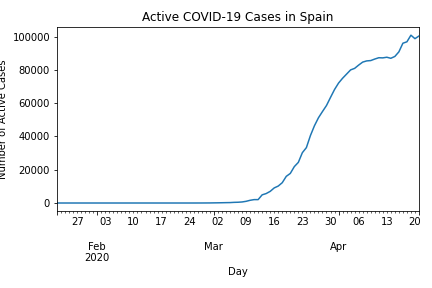 Active COVID-19 Cases in Spain
100000
80000
60000
40000
20000
0
Number of Active Cases
27 03 10 17 24 02 09 16 23 30 06 13 20
Feb Mar Apr
2020
Day